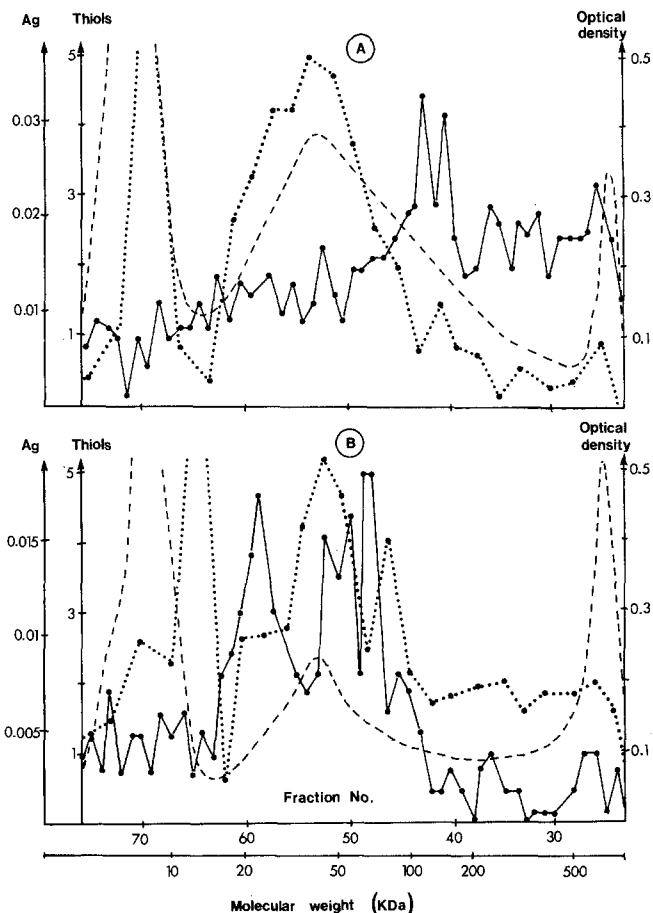 Ag Thiols A Optical density
5 0.5
0.03
3 0.3
0.02
0.01 1 0.1
Ag Thiols B Optical density
5 0.5
0.015
3 0.3
0.01
0.005 1 0.1
Fraction No.
70 60 50 40 30
10 20 50 100 200 500
Molecular weight (KDa)